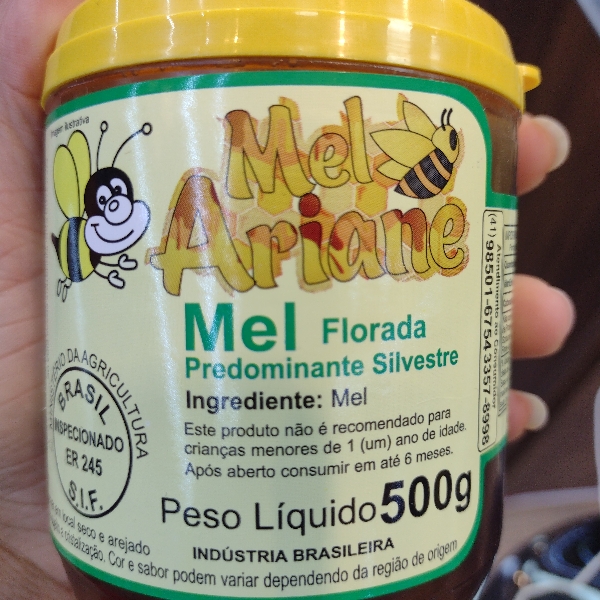 Imagem ilustrativa
Mel
Ariane
Mel Florada
Predominante Silvestre
Ingrediente: Mel
Este produto não é recomendado para
crianças menores de 1 (um) ano de idade.
Após aberto consumir em até 6 meses.
Peso Líquido 500g
INDÚSTRIA BRASILEIRA
DA AGRICULTURA
BRASIL
INSPECIONADO
ER 245
S.I.F.
em local seco e arejado
a cristalização. Cor e sabor podem variar dependendo da região de origem
Atendimento ao Consumidor
(41) 98501-6754 3357-8998